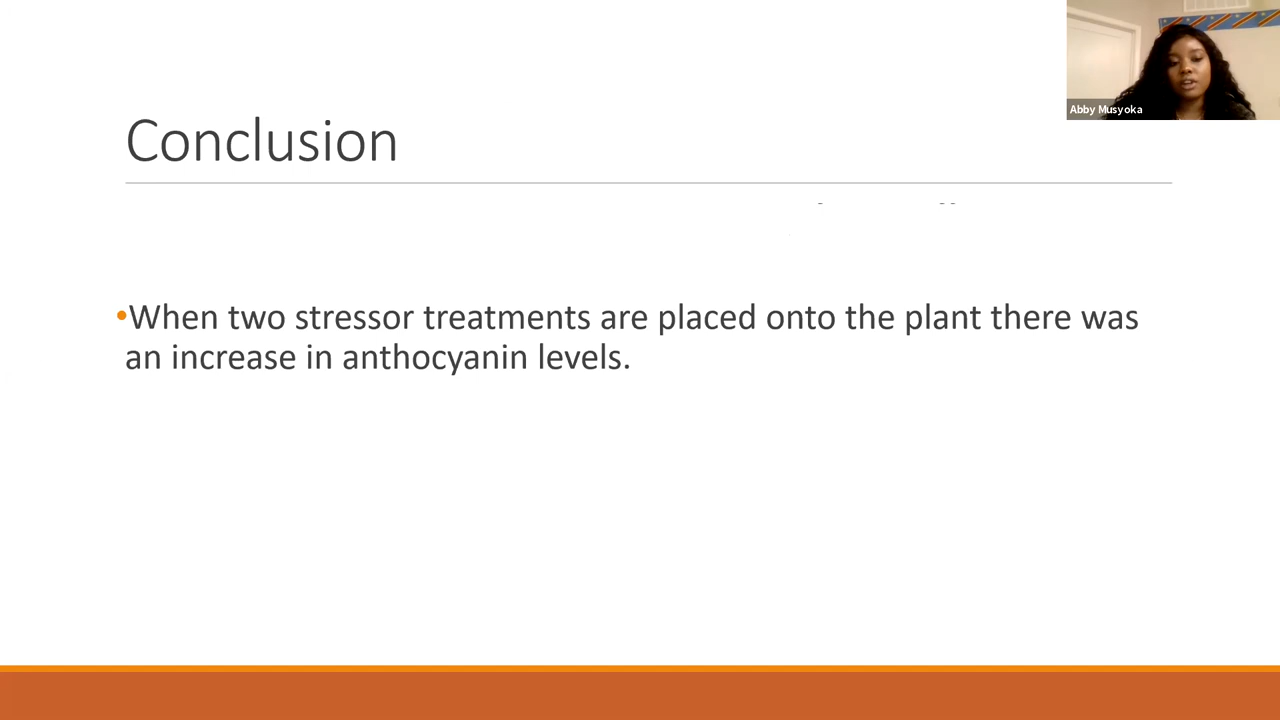 Abby Musyoka
Conclusion
•When two stressor treatments are placed onto the plant there was
an increase in anthocyanin levels.